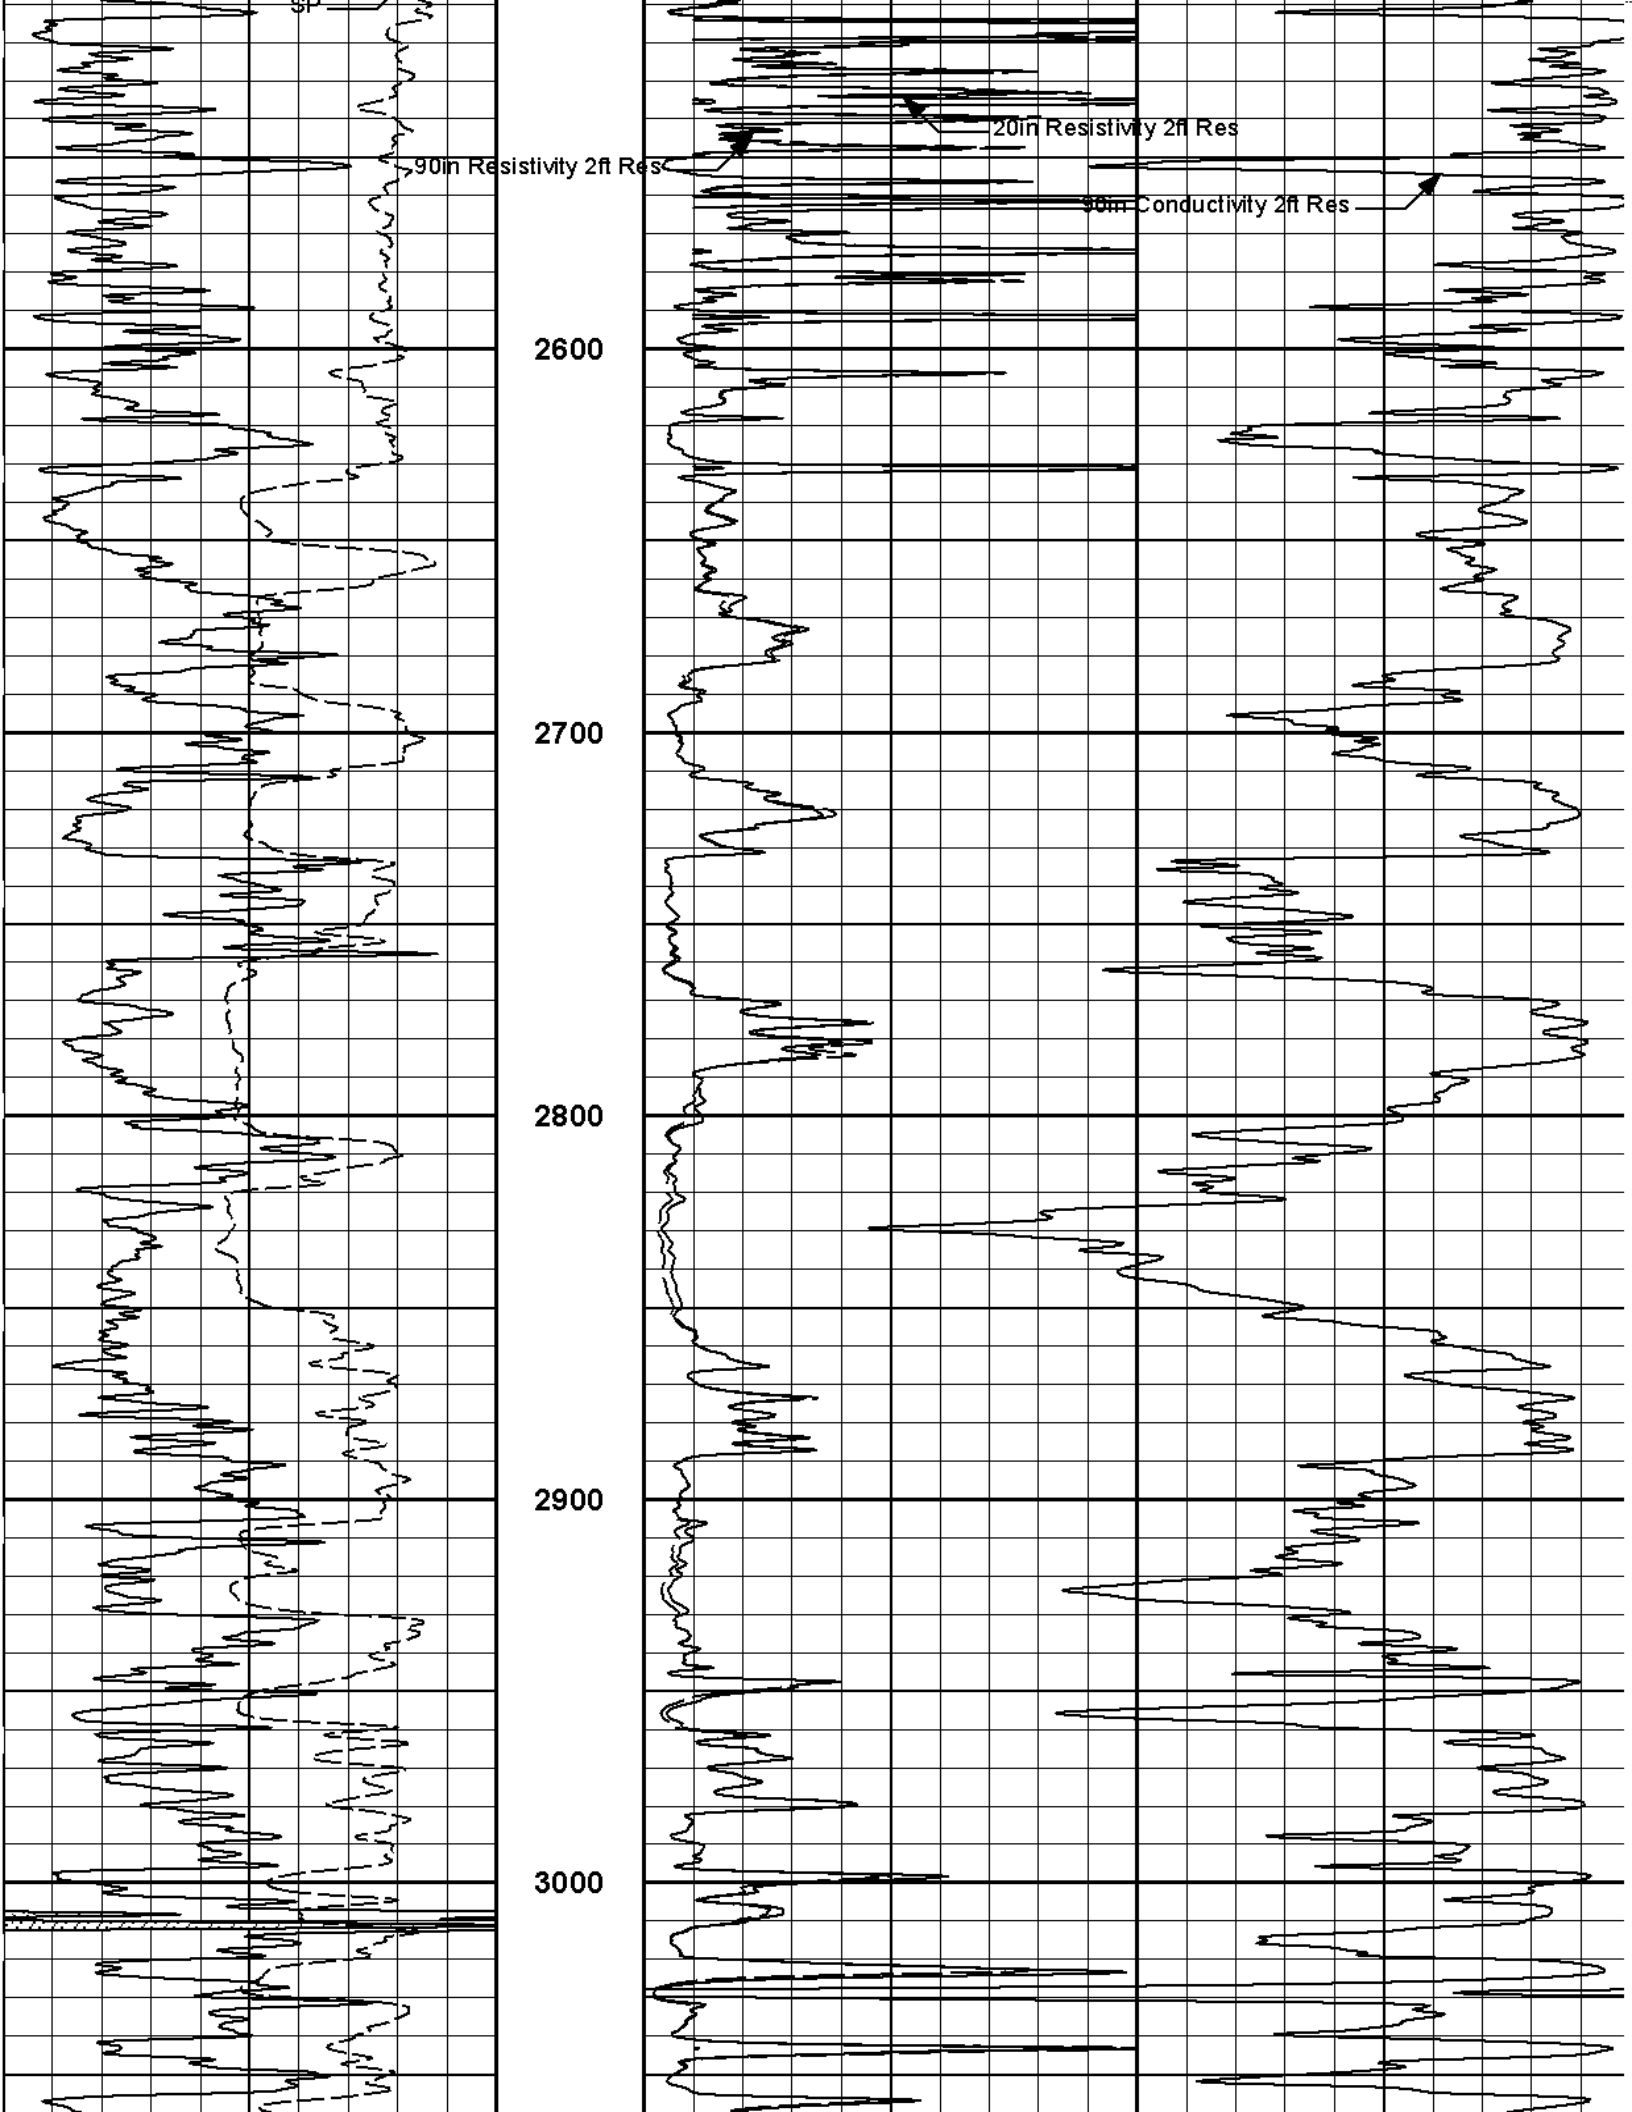 SP
20in Resistivity 2ft Res
90in Resistivity 2ft Res
90in Conductivity 2ft Res
2600
2700
2800
2900
3000